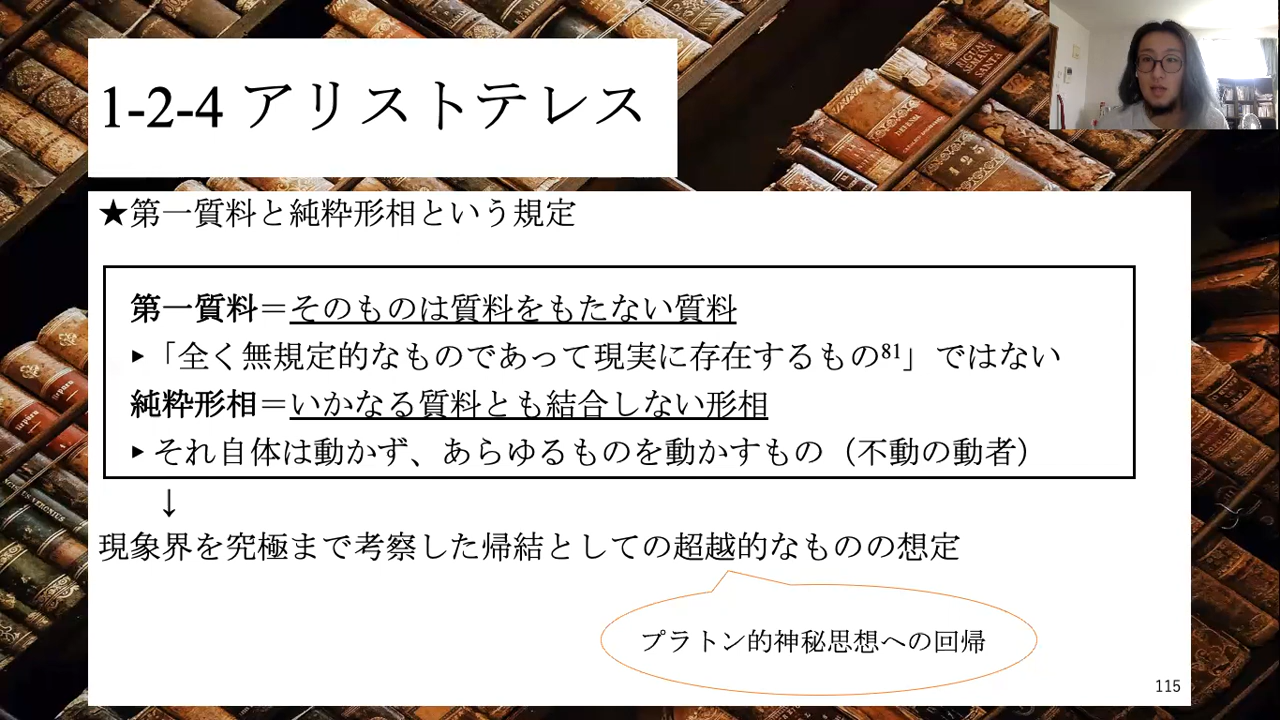 1-2-4 アリストテレス
★第一質料と純粋形相という規定
第一質料＝そのものは質料をもたない質料
▸「全く無規定的なものであって現実に存在するもの81」ではない
純粋形相＝いかなる質料とも結合しない形相
▸それ自体は動かず、あらゆるものを動かすもの（不動の動者）
↓
現象界を究極まで考察した帰結としての超越的なものの想定
プラトン的神秘思想への回帰
115